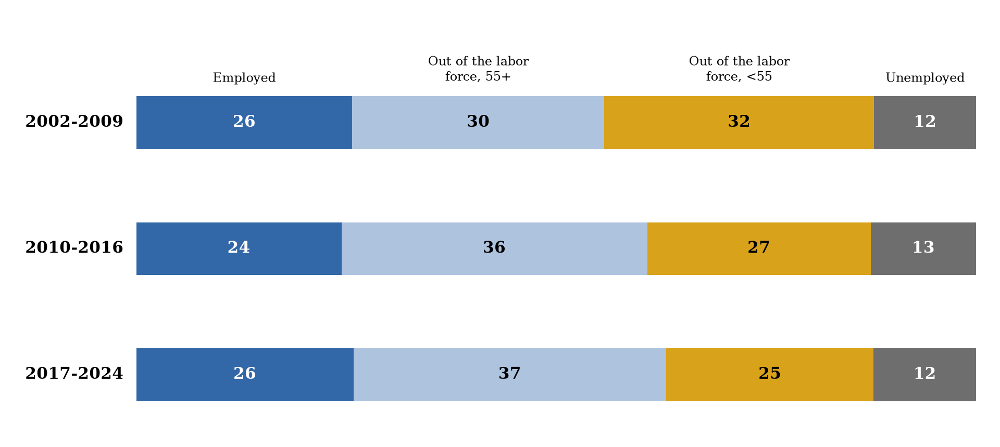 Employed
Out of the labor
force, 55+
Out of the labor
force, <55
Unemployed
2002-2009 26 30 32 12
2010-2016 24 36 27 13
2017-2024 26 37 25 12